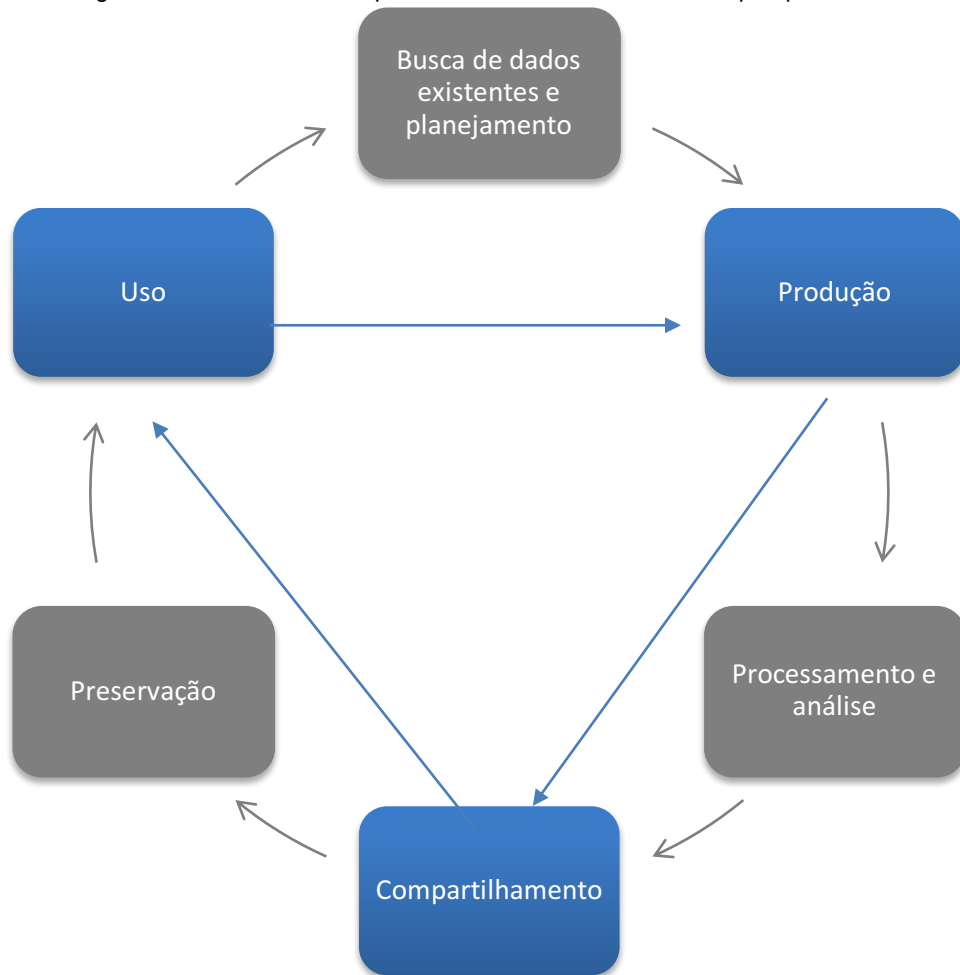 Busca de dados
existentes e
planejamento
Uso
Produção
Preservação
Processamento e
análise
Compartilhamento